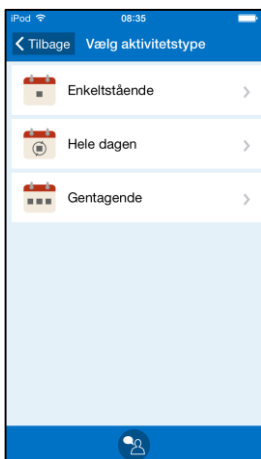 iPod 08:35
Tilbage Vælg aktivitetstype
Enkeltstående
Hele dagen
Gentagende